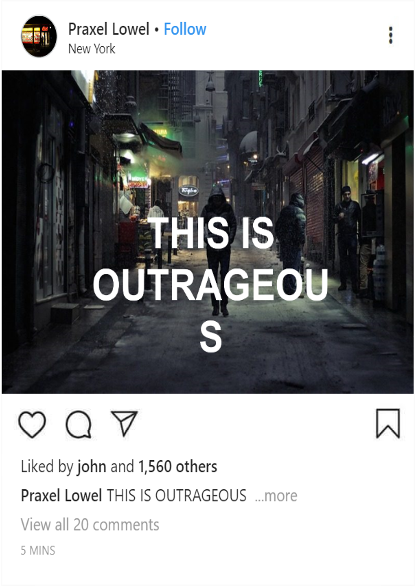 Praxel Lowel • Follow
New York
THIS IS
OUTRAGEOU
S
Liked by john and 1,560 others
Praxel Lowel THIS IS OUTRAGEOUS ...more
View all 20 comments
5 MINS